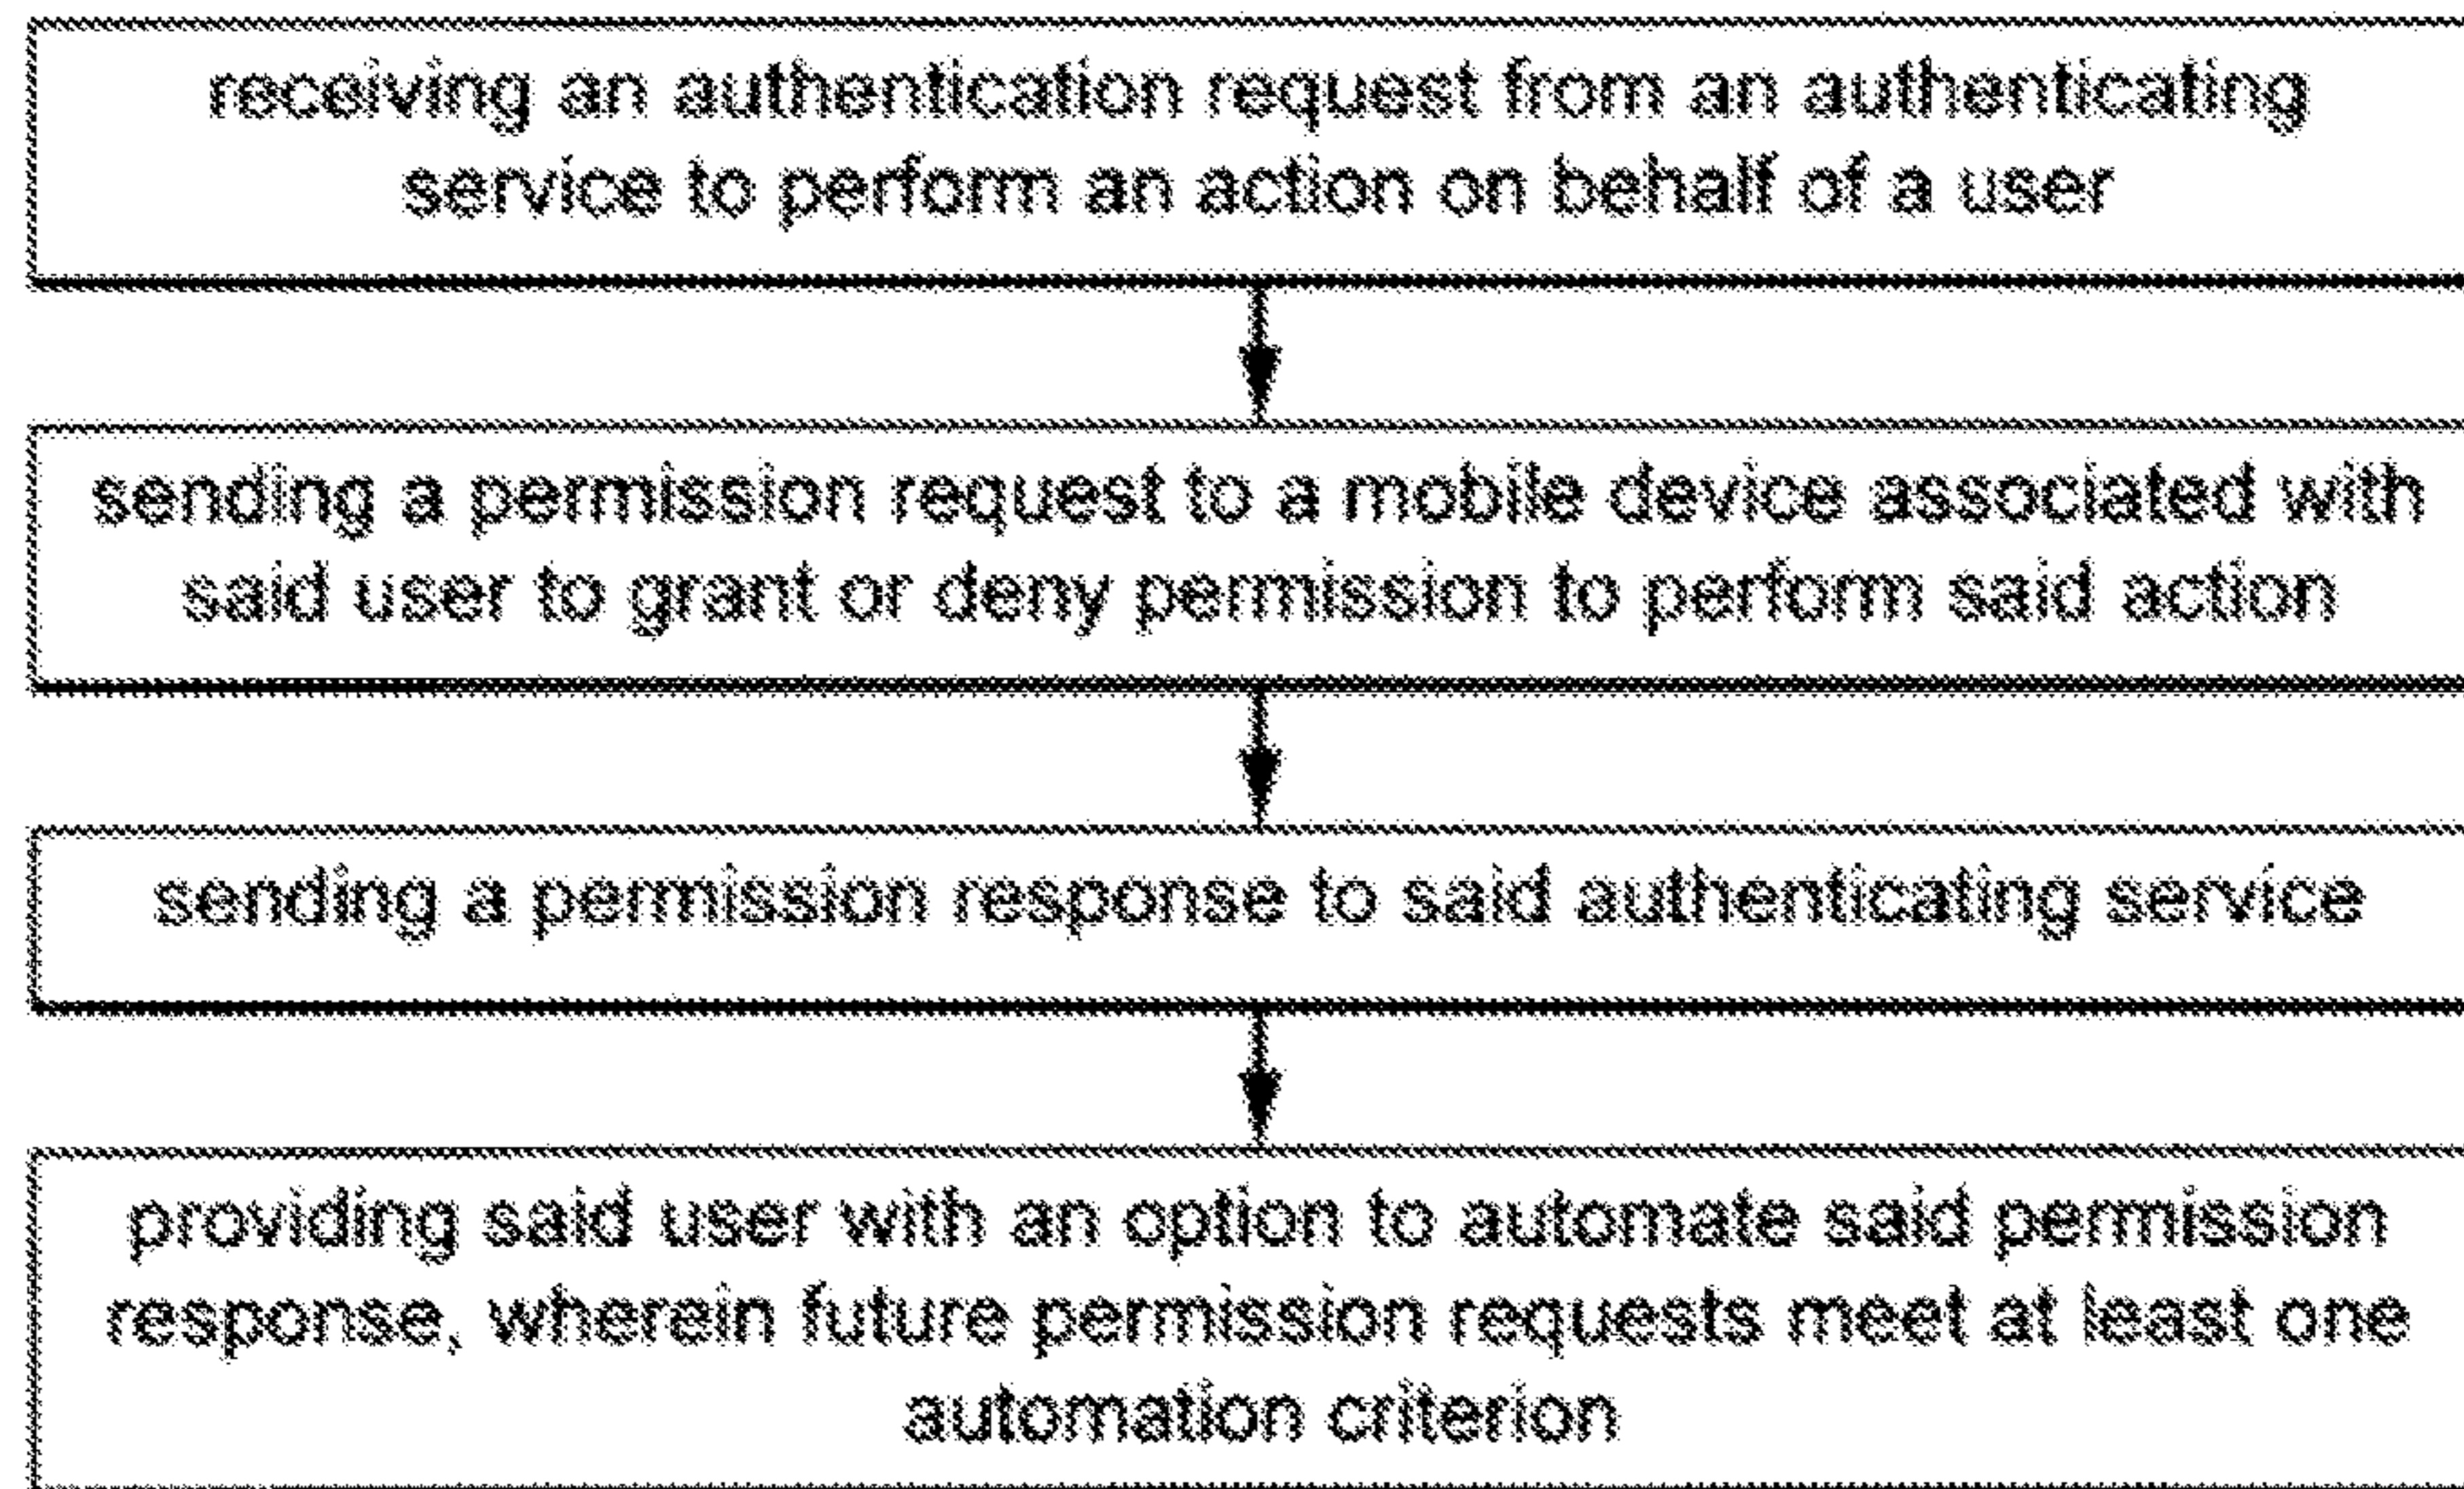 receiving an authentication request from an authenticating
service to perform an action on behalf of a user
sending a permission request to a mobile device associated with
said user to grant or deny permission to perform said action
sending a permission response to said authenticating service
providing said user with an option to automate said permission
response, wherein future permission requests meet at least one
automation criterion